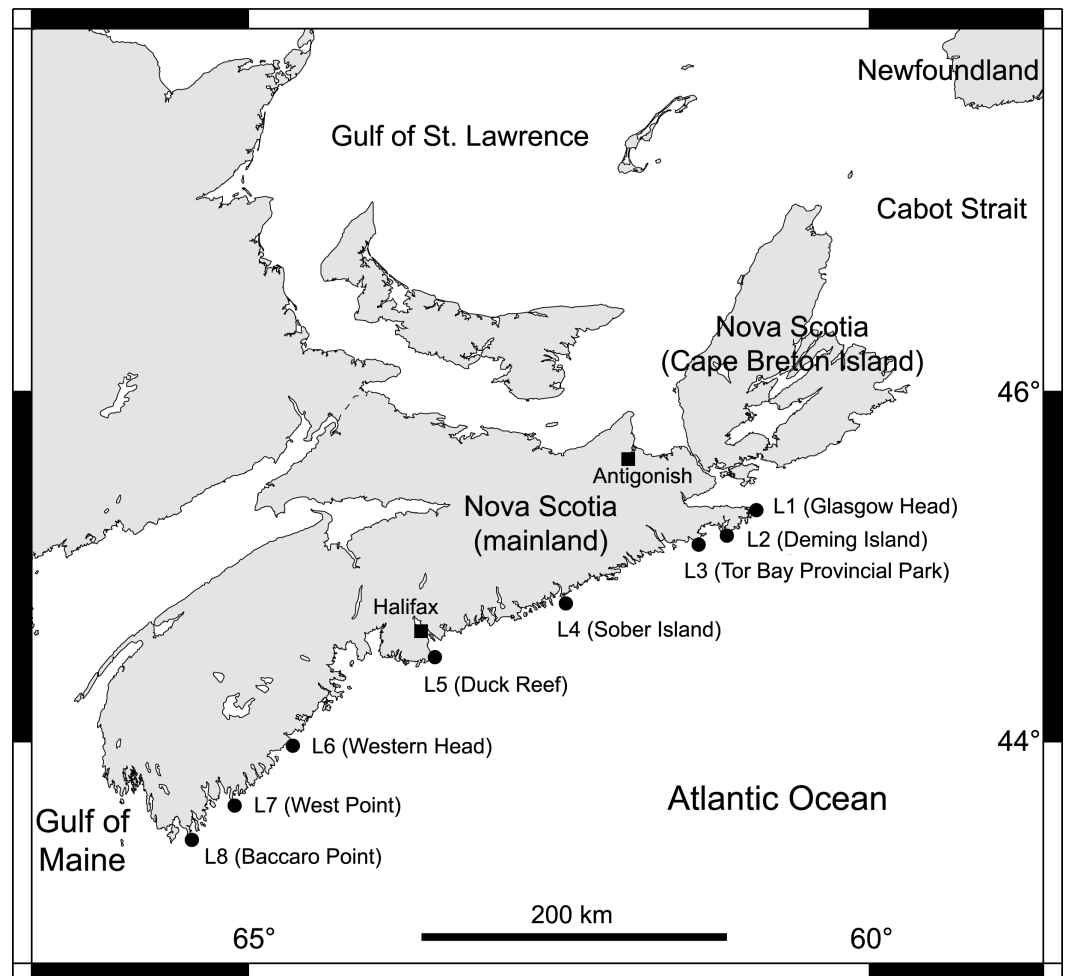 Newfoundland
Gulf of St. Lawrence
Cabot Strait
Nova Scotia
(Cape Breton Island)
46°
Antigonish
Nova Scotia
(mainland)
L1 (Glasgow Head)
L2 (Deming Island)
L3 (Tor Bay Provincial Park)
Halifax
L4 (Sober Island)
L5 (Duck Reef)
L6 (Western Head)
44°
L7 (West Point)
Atlantic Ocean
Gulf of
Maine
L8 (Baccaro Point)
200 km
65°
60°